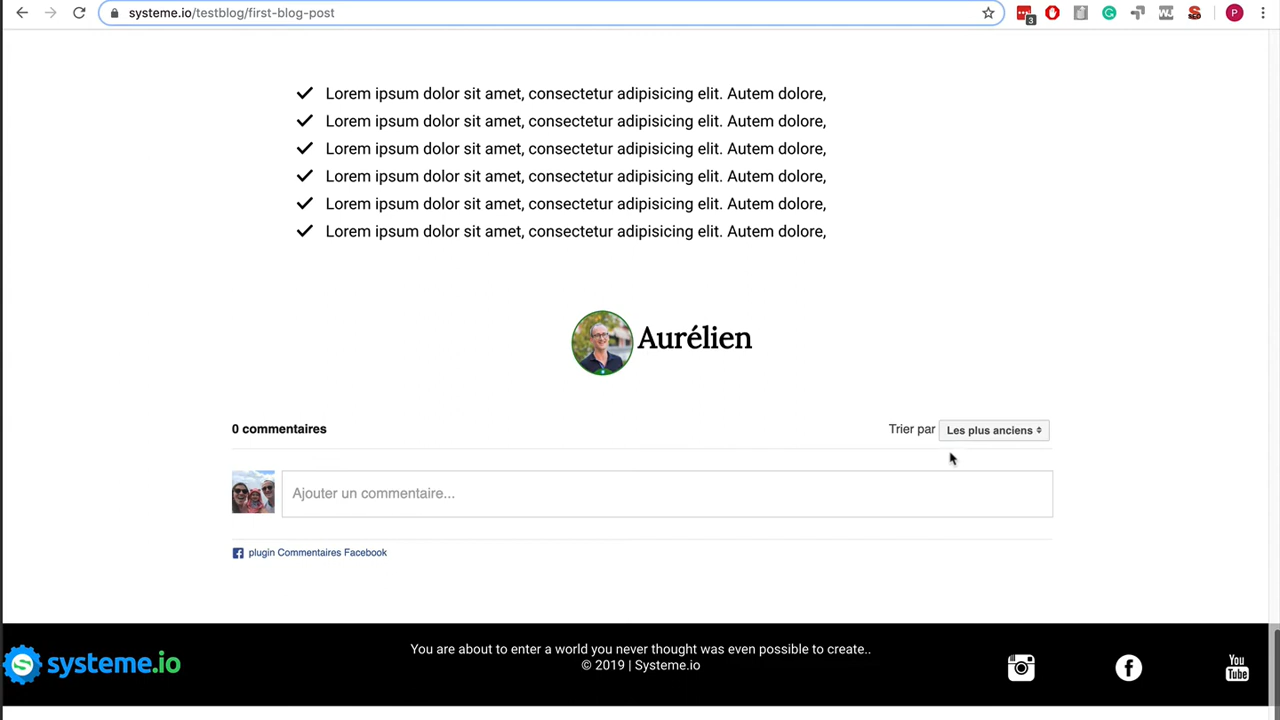 systeme.io/testblog/first-blog-post
3
P
Lorem ipsum dolor sit amet, consectetur adipisicing elit. Autem dolore,
Lorem ipsum dolor sit amet, consectetur adipisicing elit. Autem dolore,
Lorem ipsum dolor sit amet, consectetur adipisicing elit. Autem dolore,
Lorem ipsum dolor sit amet, consectetur adipisicing elit. Autem dolore,
Lorem ipsum dolor sit amet, consectetur adipisicing elit. Autem dolore,
Lorem ipsum dolor sit amet, consectetur adipisicing elit. Autem dolore,
Aurélien
0 commentaires
Trier par Les plus anciens
Ajouter un commentaire...
plugin Commentaires Facebook
systeme.io
You are about to enter a world you never thought was even possible to create..
© 2019 | Systeme.io
You
Tube